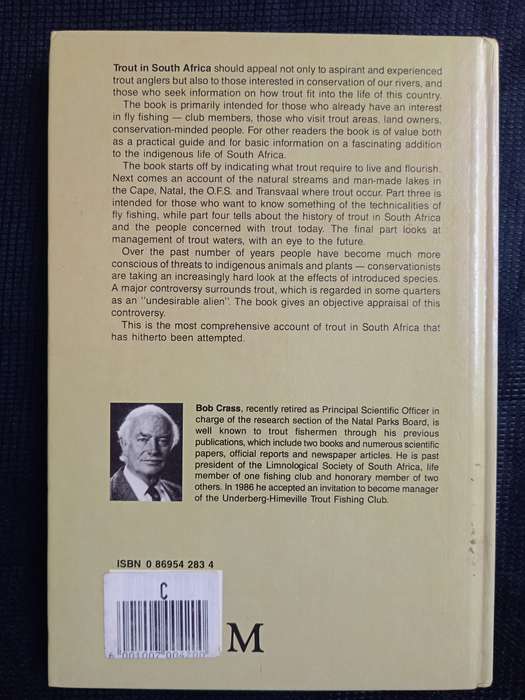 Trout in South Africa should appeal not only to aspirant and experienced
trout anglers but also to those interested in conservation of our rivers, and
those who seek information on how trout fit into the life of this country.
The book is primarily intended for those who already have an interest
in fly fishing — club members, those who visit trout areas, land owners,
conservation-minded people. For other readers the book is of value both
as a practical guide and for basic information on a fascinating addition
to the indigenous life of South Africa.
The book starts off by indicating what trout require to live and flourish.
Next comes an account of the natural streams and man-made lakes in
the Cape, Natal, the O.F.S. and Transvaal where trout occur. Part three is
intended for those who want to know something of the technicalities of
fly fishing, while part four tells about the history of trout in South Africa
and the people concerned with trout today. The final part looks at
management of trout waters, with an eye to the future.
Over the past number of years people have become much more
conscious of threats to indigenous animals and plants — conservationists
are taking an increasingly hard look at the effects of introduced species.
A major controversy surrounds trout, which is regarded in some quarters
as an "undesirable alien". The book gives an objective appraisal of this
controversy.
This is the most comprehensive account of trout in South Africa that
has hitherto been attempted.
Bob Crass, recently retired as Principal Scientific Officer in
charge of the research section of the Natal Parks Board, is
well known to trout fishermen through his previous
publications, which include two books and numerous scientific
papers, official reports and newspaper articles. He is past
president of the Limnological Society of South Africa, life
member of one fishing club and honorary member of two
others. In 1986 he accepted an invitation to become manager
of the Underberg-Himeville Trout Fishing Club.
ISBN 0 86954 283 4
C
M